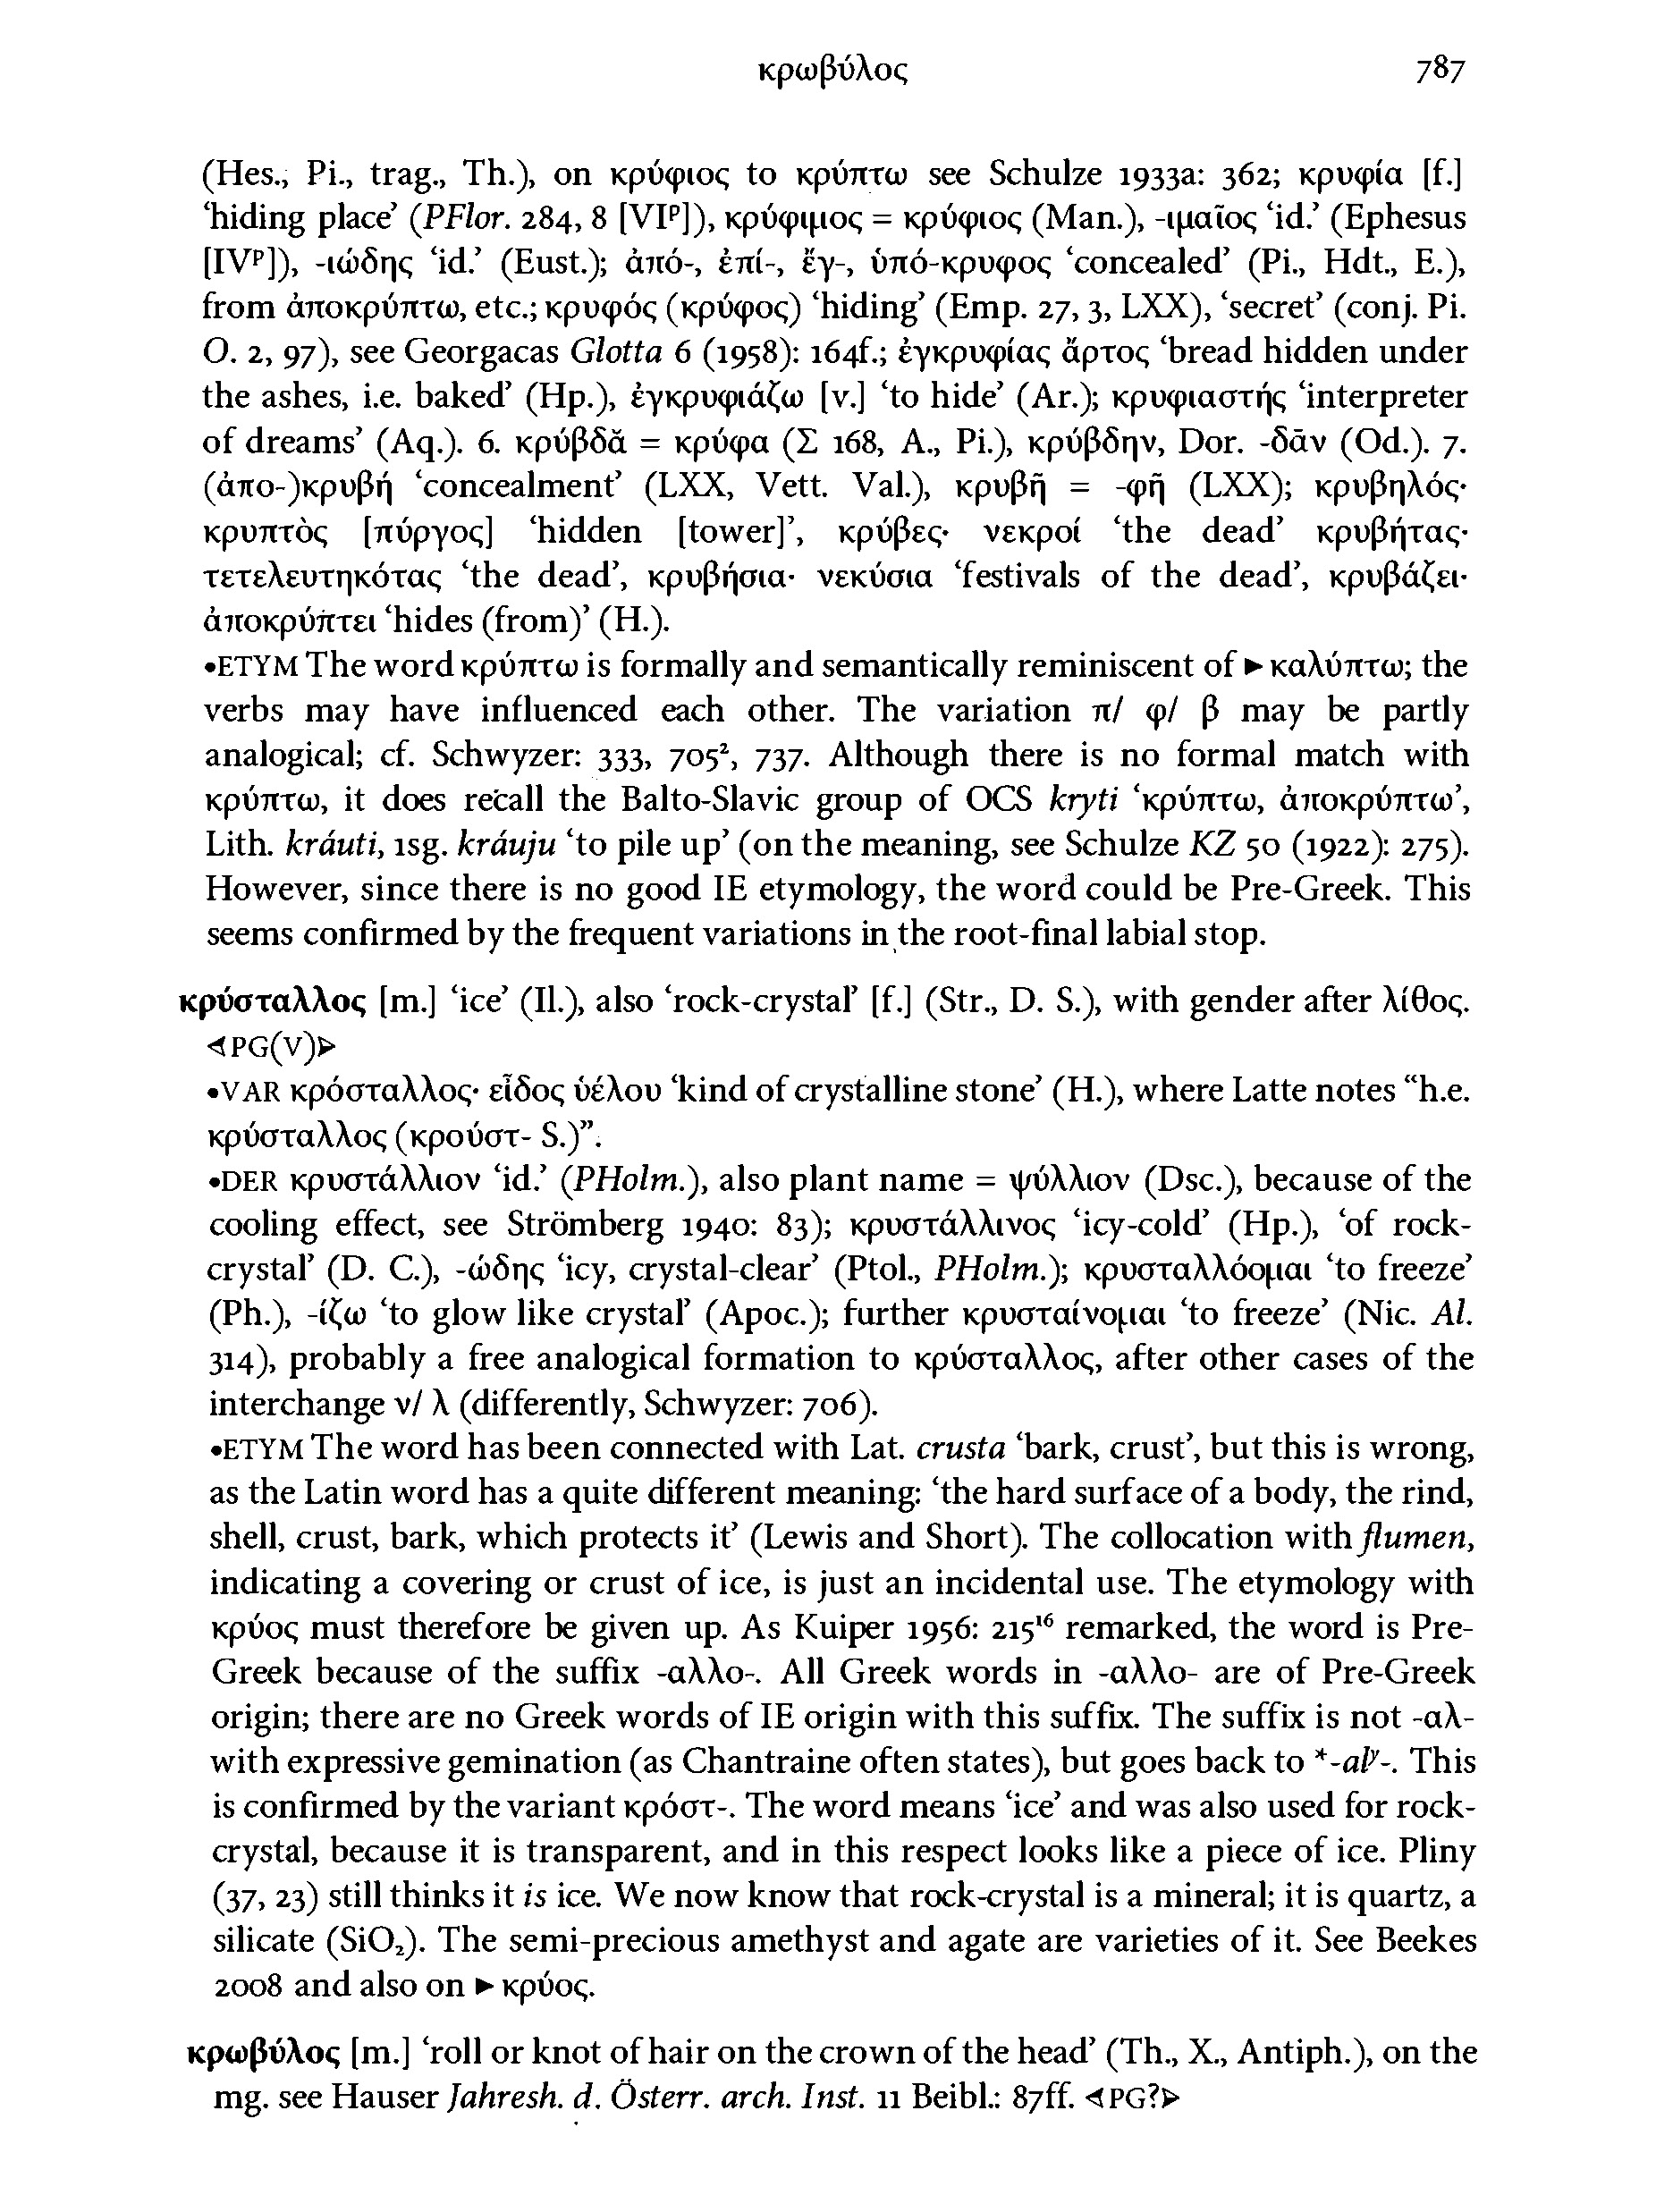 κρωβύλος 787
(Hes., Pi., trag., Th.), on κρύφιος to κρύπτω see Schulze 1933a: 362; κρυφία [f.]
‘hiding place’ (PFlor. 284, 8 [VIᵖ]), κρύφιμος = κρύφιος (Man.), -ιμαῖος ‘id.’ (Ephesus
[IVᵖ]), -ιώδης ‘id.’ (Eust.); ἀπό-, ἐπί-, ἔγ-, ὑπό-κρυφος ‘concealed’ (Pi., Hdt., E.),
from ἀποκρύπτω, etc.; κρυφός (κρύφος) ‘hiding’ (Emp. 27, 3, LXX), ‘secret’ (conj. Pi.
O. 2, 97), see Georgacas Glotta 6 (1958): 164f.; ἐγκρυφίας ἄρτος ‘bread hidden under
the ashes, i.e. baked’ (Hp.), ἐγκρυφιάζω [v.] ‘to hide’ (Ar.); κρυφιαστής ‘interpreter
of dreams’ (Aq.). 6. κρύβδᾰ = κρύφα (Σ 168, A., Pi.), κρύβδην, Dor. -δᾱν (Od.). 7.
(ἀπο-)κρυβή ‘concealment’ (LXX, Vett. Val.), κρυβῆ = -φῆ (LXX); κρυβηλός·
κρυπτὸς [πύργος] ‘hidden [tower]’, κρύβες· νεκροί ‘the dead’ κρυβήτας·
τετελευτηκότας ‘the dead’, κρυβήσια· νεκύσια ‘festivals of the dead’, κρυβάζει·
ἀποκρύπτει ‘hides (from)’ (H.).
•ETYM The word κρύπτω is formally and semantically reminiscent of ▶ καλύπτω; the
verbs may have influenced each other. The variation π/ φ/ β may be partly
analogical; cf. Schwyzer: 333, 705², 737. Although there is no formal match with
κρύπτω, it does recall the Balto-Slavic group of OCS kryti ‘κρύπτω, ἀποκρύπτω’,
Lith. kráuti, 1sg. kráuju ‘to pile up’ (on the meaning, see Schulze KZ 50 (1922): 275).
However, since there is no good IE etymology, the word could be Pre-Greek. This
seems confirmed by the frequent variations in the root-final labial stop.
κρύσταλλος [m.] ‘ice’ (Il.), also ‘rock-crystal’ [f.] (Str., D. S.), with gender after λίθος.
◁PG(V)▷
•VAR κρόσταλλος· εἶδος ὑέλου ‘kind of crystalline stone’ (H.), where Latte notes “h.e.
κρύσταλλος (κρούστ- S.)”.
•DER κρυστάλλιον ‘id.’ (PHolm.), also plant name = ψύλλιον (Dsc.), because of the
cooling effect, see Strömberg 1940: 83); κρυστάλλινος ‘icy-cold’ (Hp.), ‘of rock-
crystal’ (D. C.), -ώδης ‘icy, crystal-clear’ (Ptol., PHolm.); κρυσταλλόομαι ‘to freeze’
(Ph.), -ίζω ‘to glow like crystal’ (Apoc.); further κρυσταίνομαι ‘to freeze’ (Nic. Al.
314), probably a free analogical formation to κρύσταλλος, after other cases of the
interchange ν/ λ (differently, Schwyzer: 706).
•ETYM The word has been connected with Lat. crusta ‘bark, crust’, but this is wrong,
as the Latin word has a quite different meaning: ‘the hard surface of a body, the rind,
shell, crust, bark, which protects it’ (Lewis and Short). The collocation with flumen,
indicating a covering or crust of ice, is just an incidental use. The etymology with
κρύος must therefore be given up. As Kuiper 1956: 215¹⁶ remarked, the word is Pre-
Greek because of the suffix -αλλο-. All Greek words in -αλλο- are of Pre-Greek
origin; there are no Greek words of IE origin with this suffix. The suffix is not -αλ-
with expressive gemination (as Chantraine often states), but goes back to *-alʸ-. This
is confirmed by the variant κρόστ-. The word means ‘ice’ and was also used for rock-
crystal, because it is transparent, and in this respect looks like a piece of ice. Pliny
(37, 23) still thinks it is ice. We now know that rock-crystal is a mineral; it is quartz, a
silicate (SiO₂). The semi-precious amethyst and agate are varieties of it. See Beekes
2008 and also on ▶ κρύος.
κρωβύλος [m.] ‘roll or knot of hair on the crown of the head’ (Th., X., Antiph.), on the
mg. see Hauser Jahresh. d. Österr. arch. Inst. 11 Beibl.: 87ff. ◁PG?▷